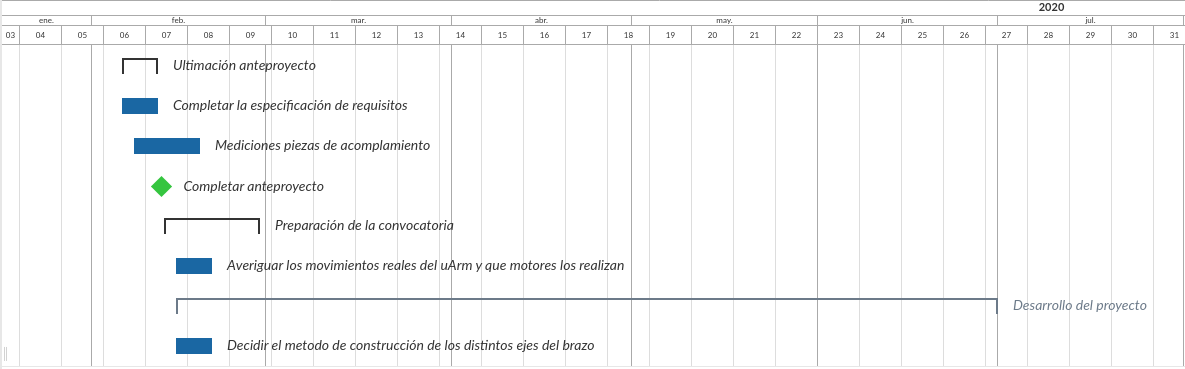 2020
ene. feb. mar. abr. may. jun. jul.
03 04 05 06 07 08 09 10 11 12 13 14 15 16 17 18 19 20 21 22 23 24 25 26 27 28 29 30 31
Ultimación anteproyecto
Completar la especificación de requisitos
Mediciones piezas de acomplamiento
Completar anteproyecto
Preparación de la convocatoria
Averiguar los movimientos reales del uArm y que motores los realizan
Desarrollo del proyecto
Decidir el metodo de construcción de los distintos ejes del brazo